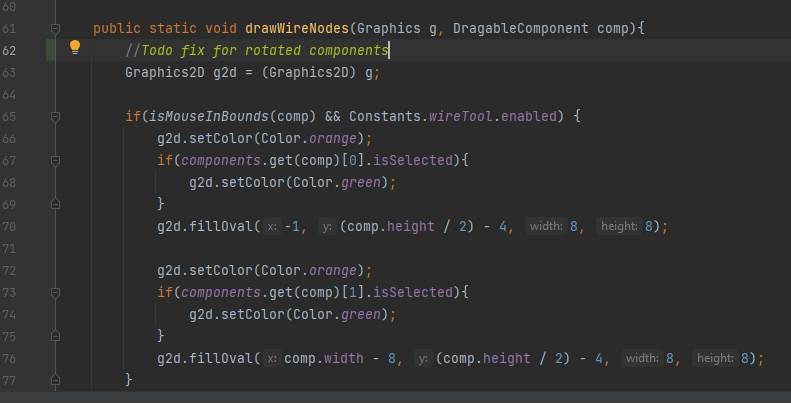 60
61 public static void drawWireNodes(Graphics g, DragableComponent comp){
62 //Todo fix for rotated components
63 Graphics2D g2d = (Graphics2D) g;
64
65 if(isMouseInBounds(comp) && Constants.wireTool.enabled) {
66 g2d.setColor(Color.orange);
67 if(components.get(comp)[0].isSelected){
68 g2d.setColor(Color.green);
69 }
70 g2d.fillOval( x: -1, y: (comp.height / 2) - 4, width: 8, height: 8);
71
72 g2d.setColor(Color.orange);
73 if(components.get(comp)[1].isSelected){
74 g2d.setColor(Color.green);
75 }
76 g2d.fillOval( x: comp.width - 8, y: (comp.height / 2) - 4, width: 8, height: 8);
77 }